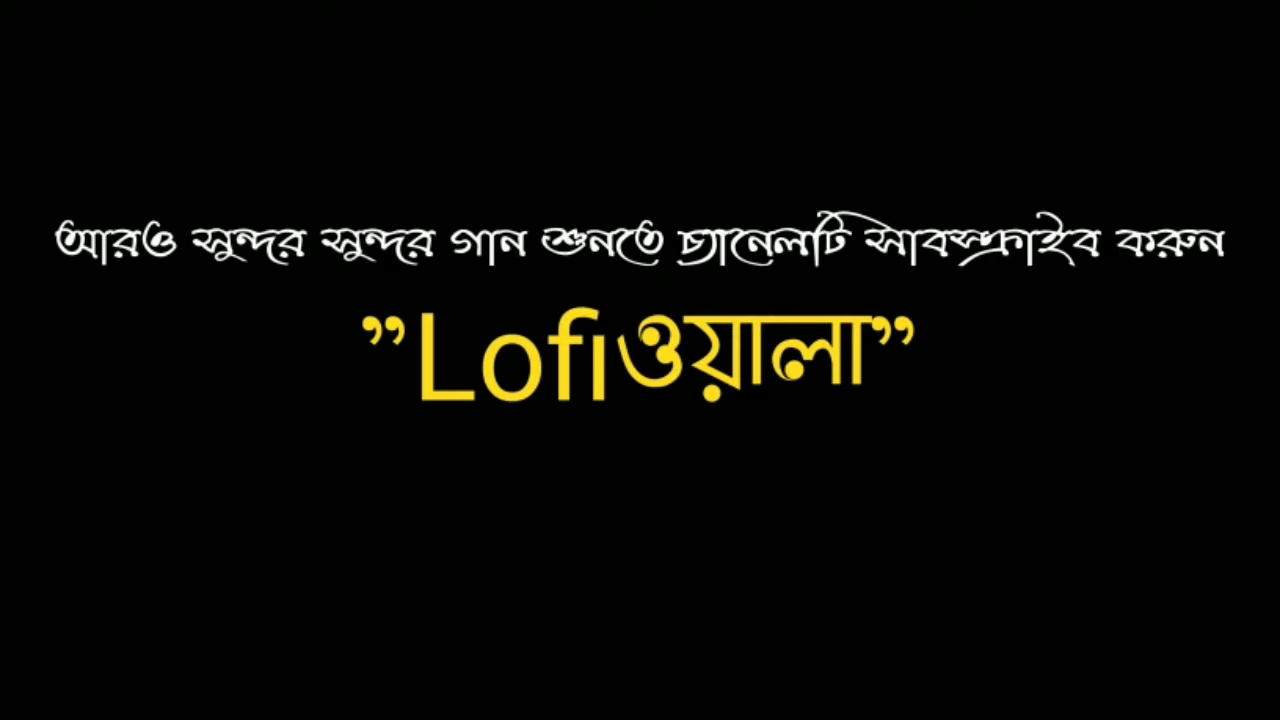 আরও সুন্দর সুন্দর গান শুনতে চ্যানেলটি সাবস্ক্রাইব করুন
”Lofiওয়ালা”